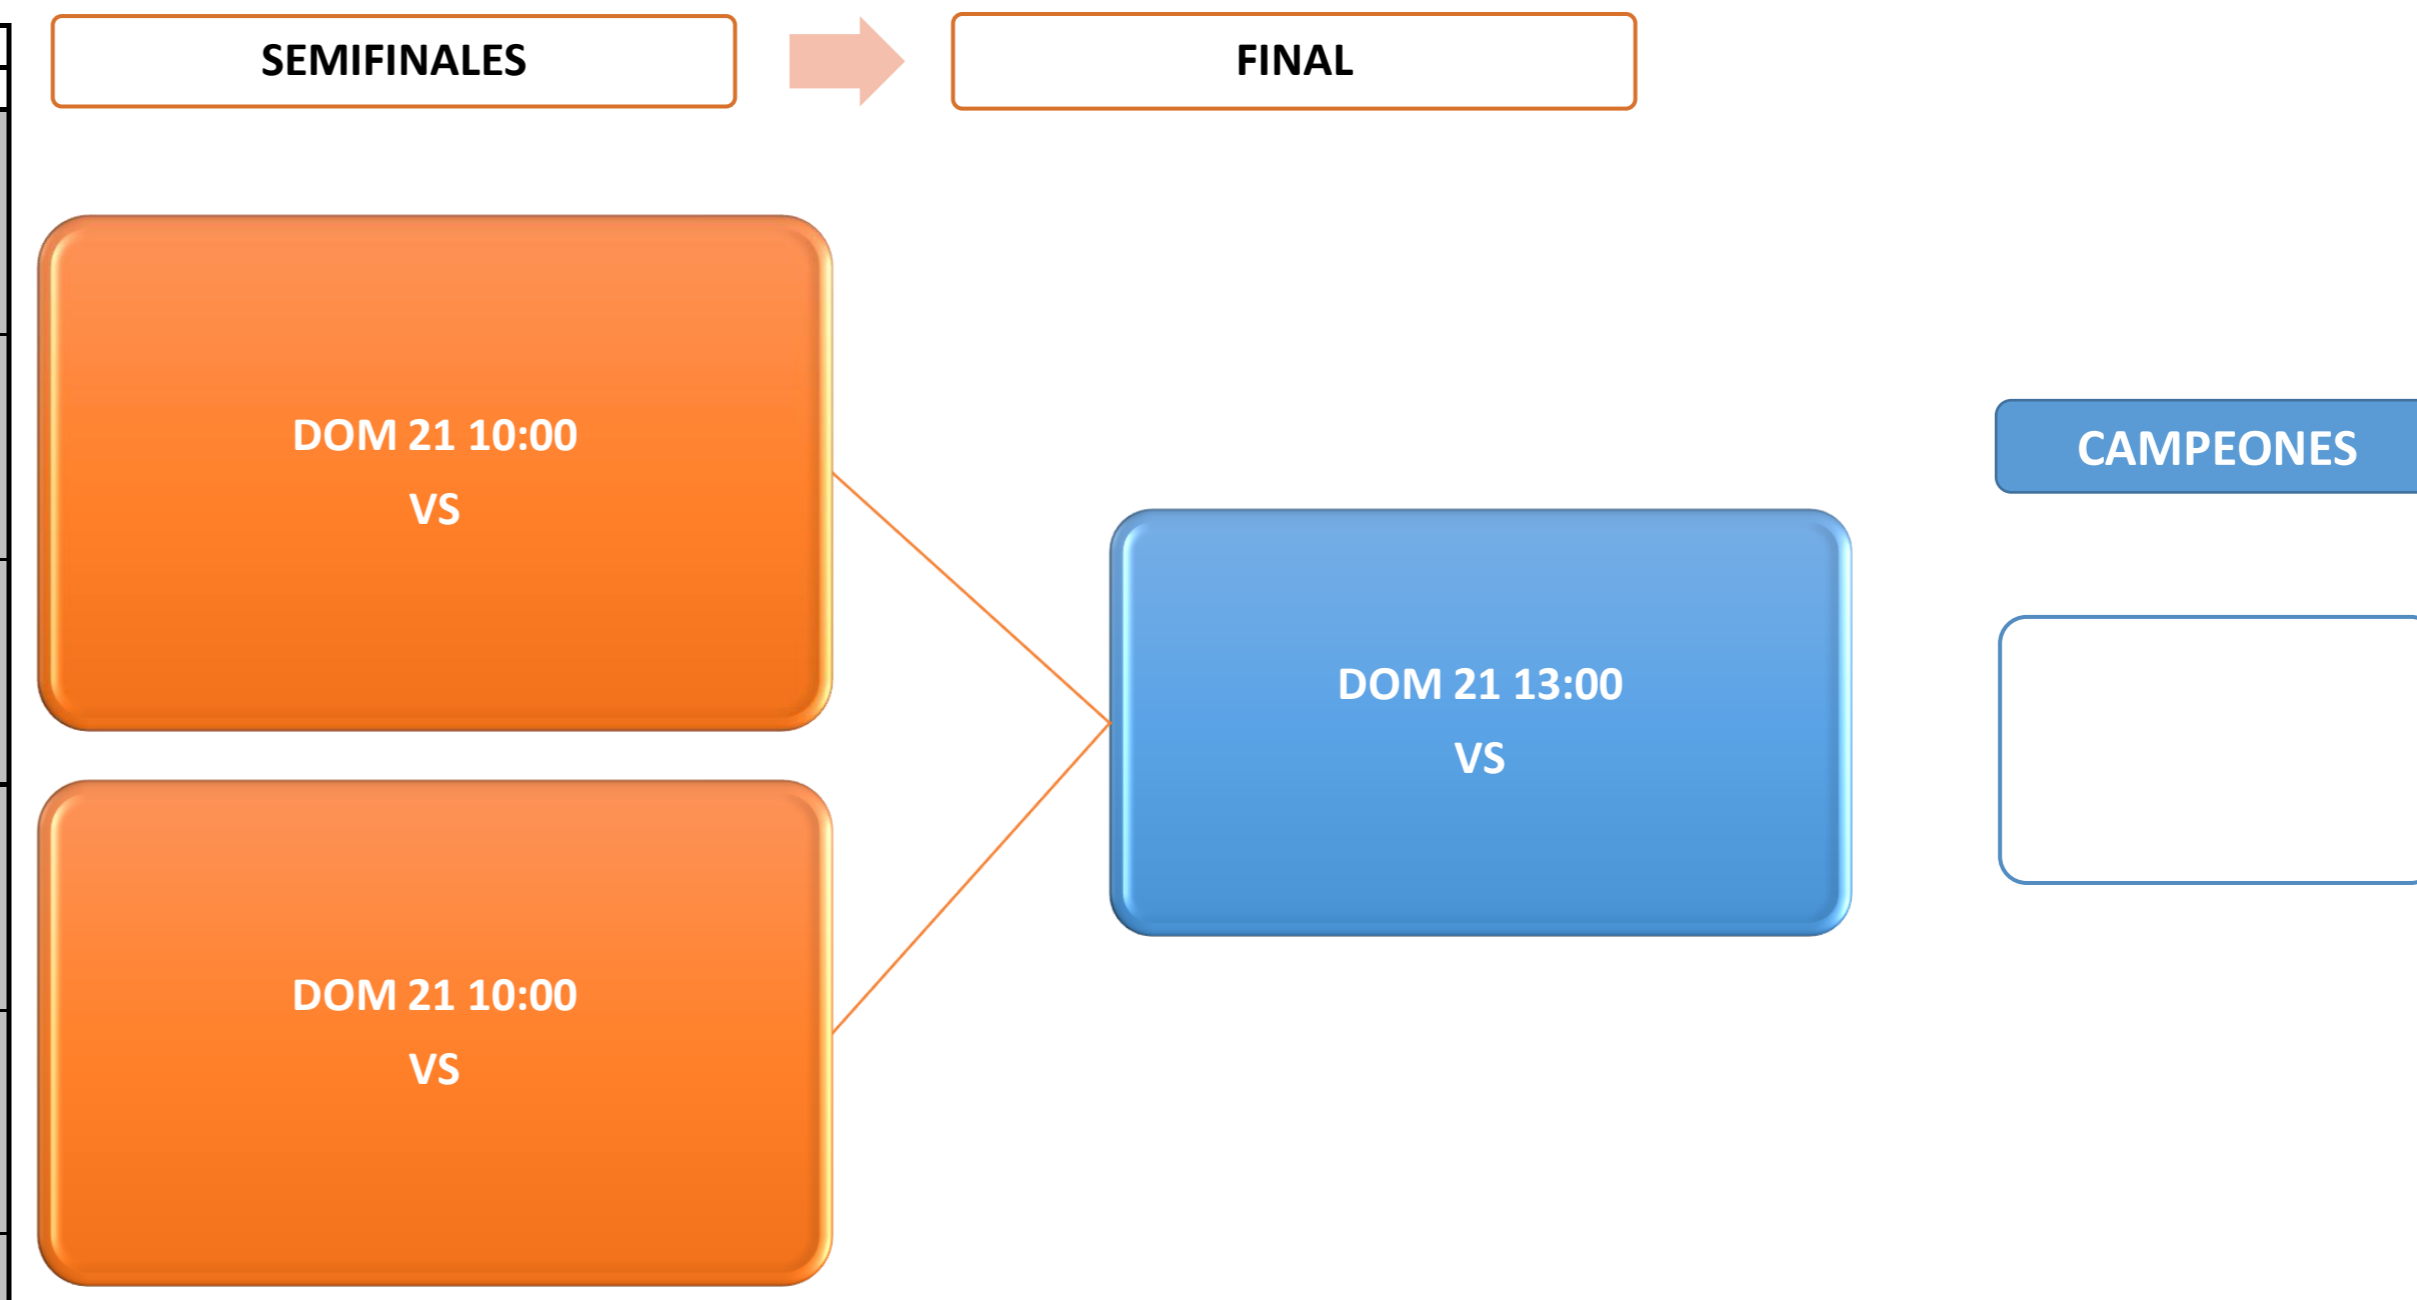 SEMIFINALES
FINAL
DOM 21 10:00
VS
DOM 21 10:00
VS
DOM 21 13:00
VS
CAMPEONES